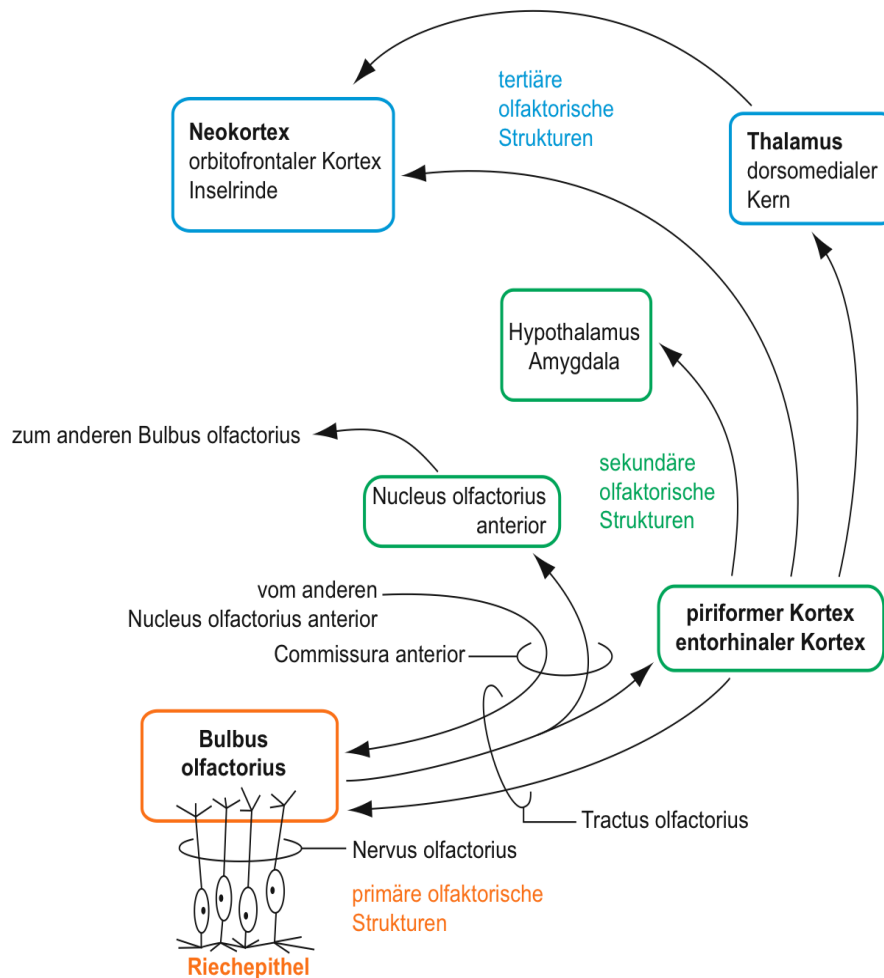 tertiäre
olfaktorische
Strukturen
Neokortex
orbitofrontaler Kortex
Inselrinde
Thalamus
dorsomedialer
Kern
Hypothalamus
Amygdala
zum anderen Bulbus olfactorius
sekundäre
olfaktorische
Strukturen
Nucleus olfactorius
anterior
vom anderen
Nucleus olfactorius anterior
Commissura anterior
piriformer Kortex
entorhinaler Kortex
Bulbus
olfactorius
Tractus olfactorius
Nervus olfactorius
primäre olfaktorische
Strukturen
Riechepithel